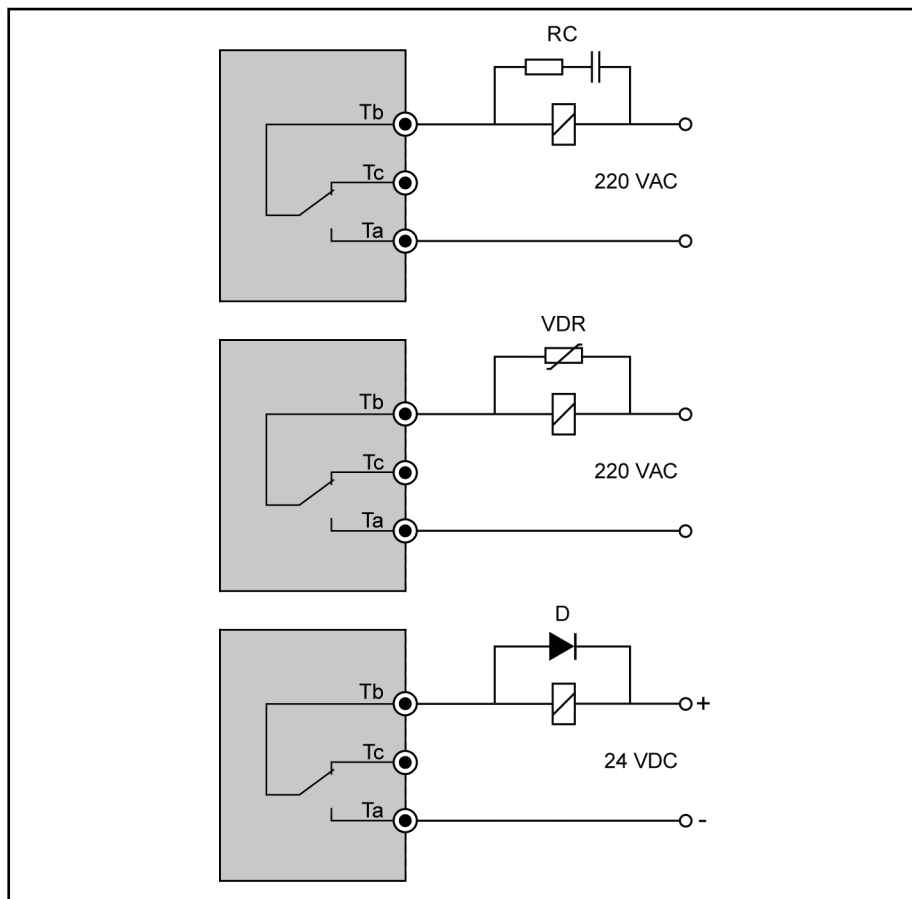 RC
Tb
Tc
220 VAC
Ta
VDR
Tb
Tc
220 VAC
Ta
D
Tb
+
Tc
24 VDC
Ta
-